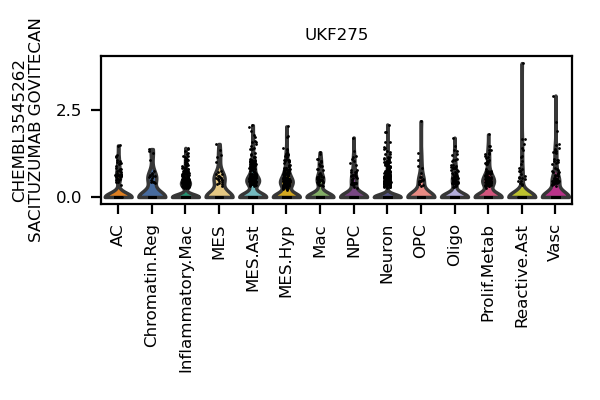 UKF275
CHEMBL3545262
SACITUZUMAB GOVITECAN
2.5
0.0
AC
Chromatin.Reg
Inflammatory.Mac
MES
MES.Ast
MES.Hyp
Mac
NPC
Neuron
OPC
Oligo
Prolif.Metab
Reactive.Ast
Vasc